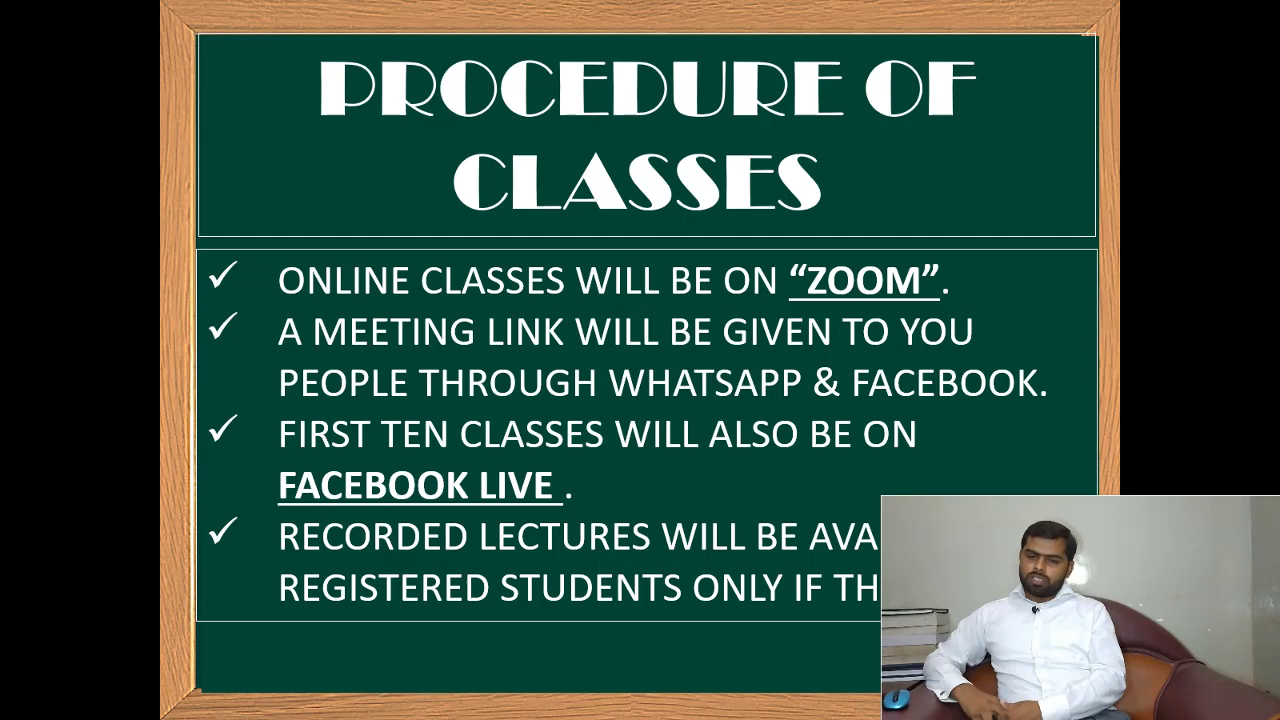 PROCEDURE OF
CLASSES
ONLINE CLASSES WILL BE ON “ZOOM”.
A MEETING LINK WILL BE GIVEN TO YOU
PEOPLE THROUGH WHATSAPP & FACEBOOK.
FIRST TEN CLASSES WILL ALSO BE ON
FACEBOOK LIVE .
RECORDED LECTURES WILL BE AVA
REGISTERED STUDENTS ONLY IF TH